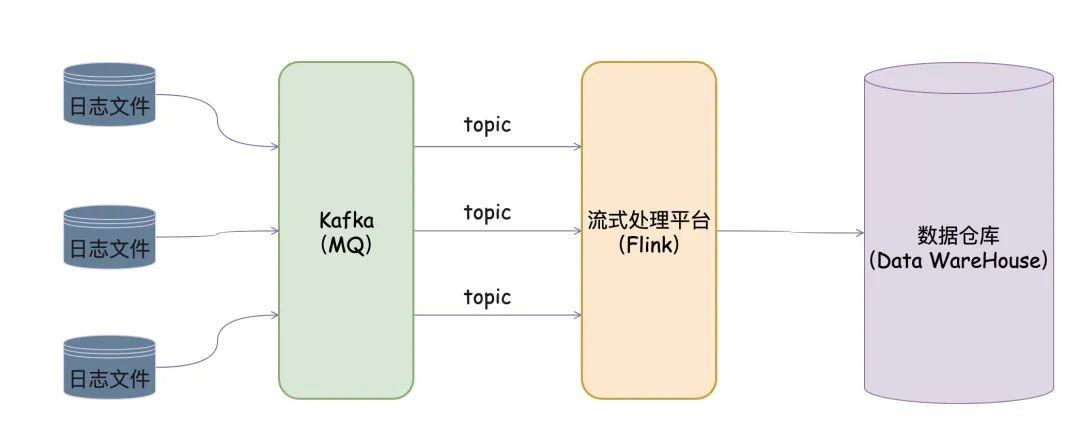 日志文件
日志文件
日志文件
Kafka
(MQ)
topic
topic
topic
流式处理平台
(Flink)
数据仓库
(Data WareHouse)